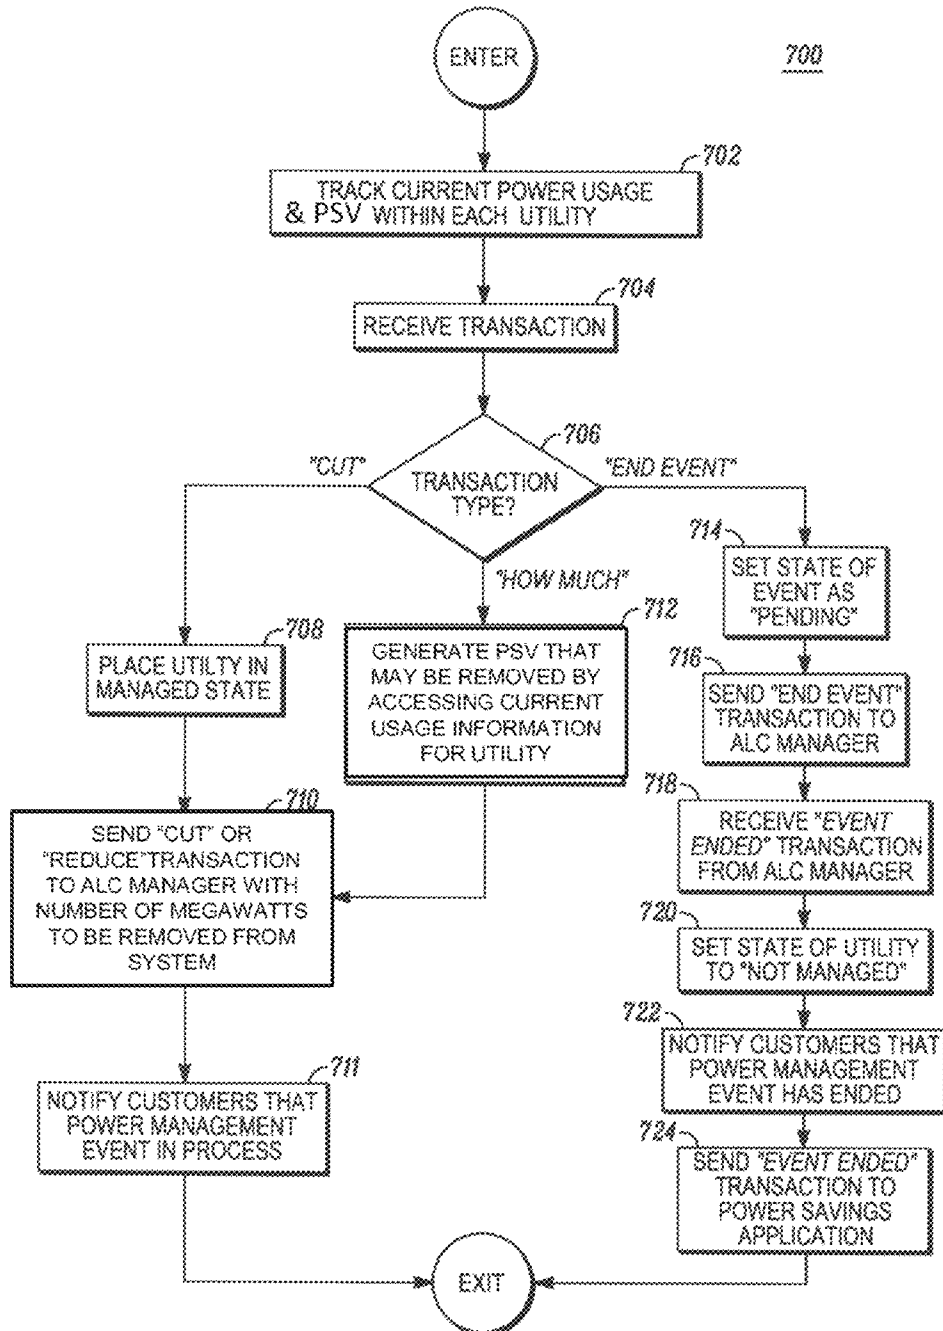 ENTER
700
702
TRACK CURRENT POWER USAGE
& PSV WITHIN EACH UTILITY
704
RECEIVE TRANSACTION
706
"CUT"
TRANSACTION
TYPE?
"END EVENT"
"HOW MUCH"
708
PLACE UTILTY IN
MANAGED STATE
712
GENERATE PSV THAT
MAY BE REMOVED BY
ACCESSING CURRENT
USAGE INFORMATION
FOR UTILITY
710
SEND "CUT" OR
"REDUCE"TRANSACTION
TO ALC MANAGER WITH
NUMBER OF MEGAWATTS
TO BE REMOVED FROM
SYSTEM
711
NOTIFY CUSTOMERS THAT
POWER MANAGEMENT
EVENT IN PROCESS
714
SET STATE OF
EVENT AS
"PENDING"
716
SEND "END EVENT"
TRANSACTION TO
ALC MANAGER
718
RECEIVE "EVENT
ENDED" TRANSACTION
FROM ALC MANAGER
720
SET STATE OF UTILITY
TO "NOT MANAGED"
722
NOTIFY CUSTOMERS THAT
POWER MANAGEMENT
EVENT HAS ENDED
724
SEND "EVENT ENDED"
TRANSACTION TO
POWER SAVINGS
APPLICATION
EXIT